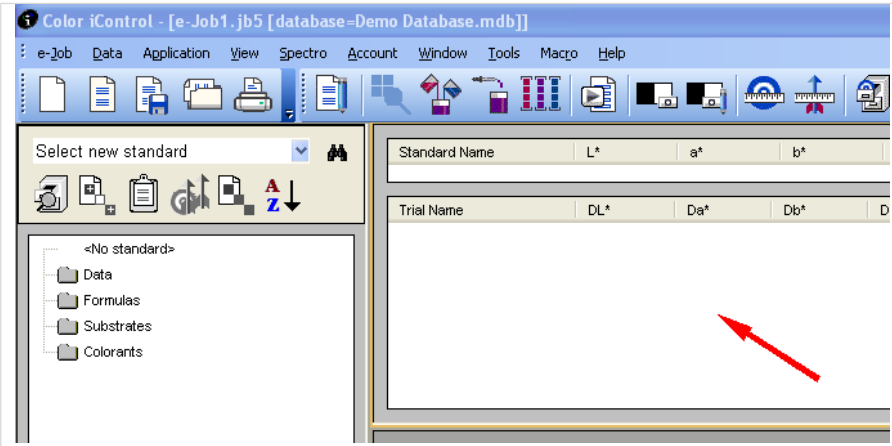 Color iControl - [e-Job1.jb5 [database=Demo Database.mdb]]
e-Job Data Application View Spectro Account Window Tools Macro Help
Select new standard
A
Z
Standard Name L* a* b*
Trial Name DL* Da* Db* D
<No standard>
Data
Formulas
Substrates
Colorants